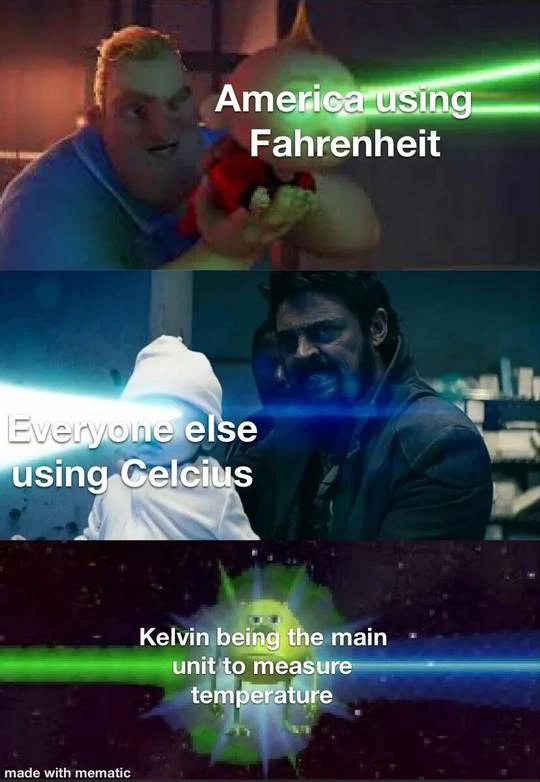 America using
Fahrenheit
Everyone else
using Celcius
Kelvin being the main
unit to measure
temperature
made with mematic